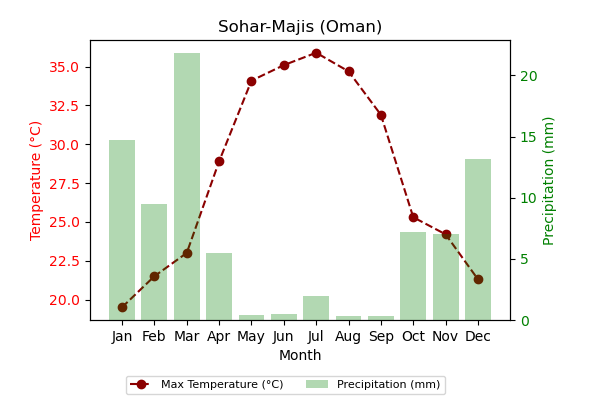 Sohar-Majis (Oman)
Temperature (°C)
35.0
32.5
30.0
27.5
25.0
22.5
20.0
20
15
10
5
0
Precipitation (mm)
Jan Feb Mar Apr May Jun Jul Aug Sep Oct Nov Dec
Month
Max Temperature (°C) Precipitation (mm)